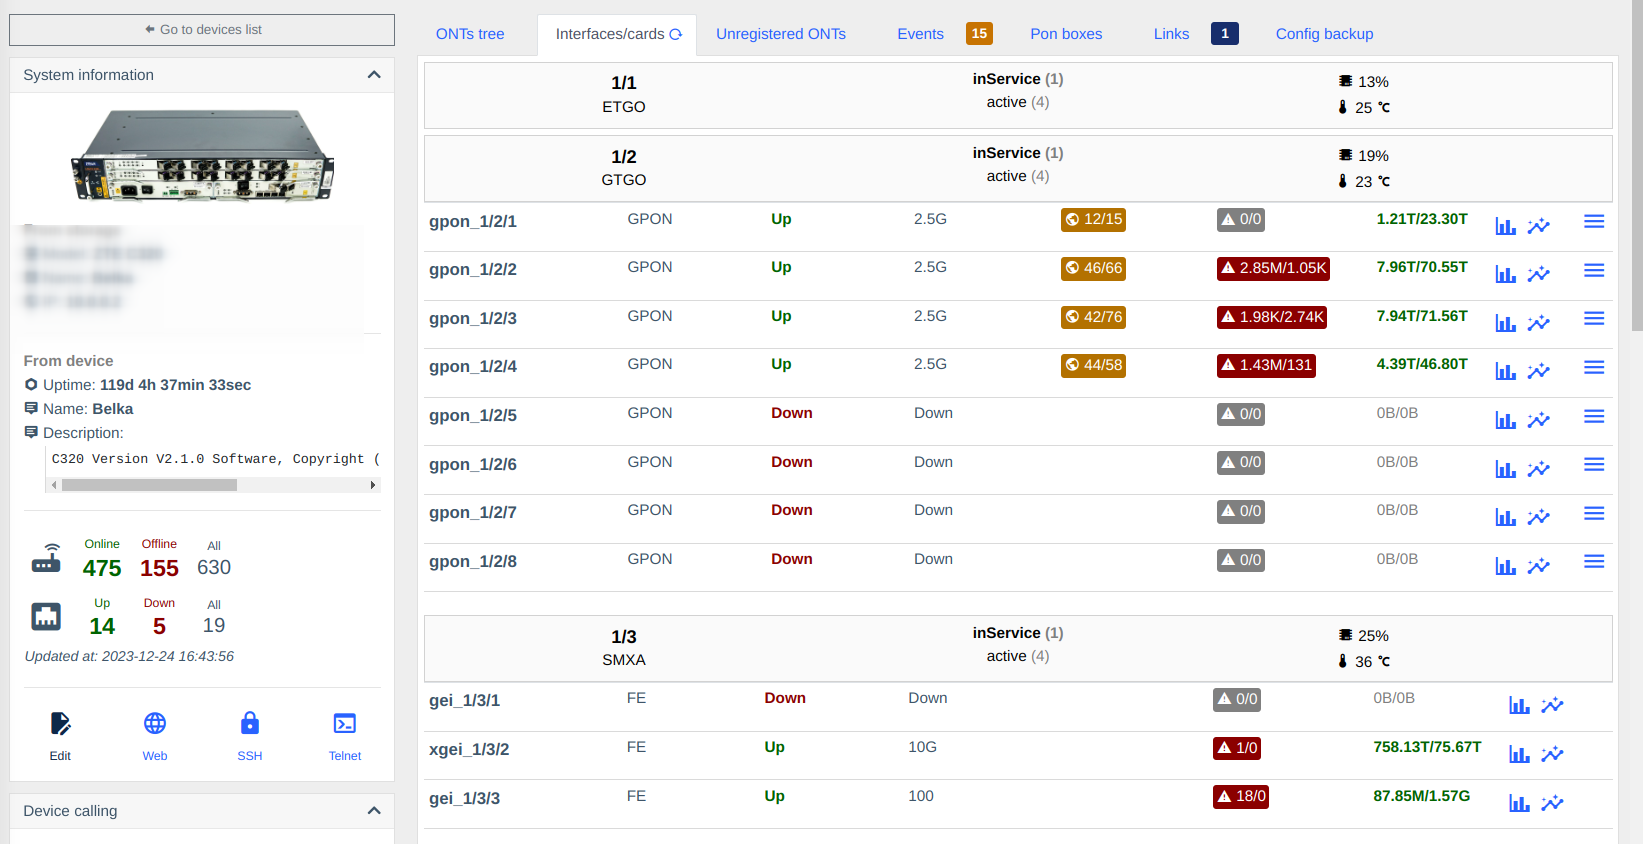 Go to devices list
System information
From device
Uptime: 119d 4h 37min 33sec
Name: Belka
Description:
C320 Version V2.1.0 Software, Copyright (
Online Offline All
475 155 630
Up Down All
14 5 19
Updated at: 2023-12-24 16:43:56
Edit Web SSH Telnet
Device calling
ONTs tree Interfaces/cards Unregistered ONTs Events 15 Pon boxes Links 1 Config backup
1/1 inService (1) 13%
ETGO active (4) 25 ℃
1/2 inService (1) 19%
GTGO active (4) 23 ℃
gpon_1/2/1 GPON Up 2.5G 12/15 0/0 1.21T/23.30T
gpon_1/2/2 GPON Up 2.5G 46/66 2.85M/1.05K 7.96T/70.55T
gpon_1/2/3 GPON Up 2.5G 42/76 1.98K/2.74K 7.94T/71.56T
gpon_1/2/4 GPON Up 2.5G 44/58 1.43M/131 4.39T/46.80T
gpon_1/2/5 GPON Down Down 0/0 0B/0B
gpon_1/2/6 GPON Down Down 0/0 0B/0B
gpon_1/2/7 GPON Down Down 0/0 0B/0B
gpon_1/2/8 GPON Down Down 0/0 0B/0B
1/3 inService (1) 25%
SMXA active (4) 36 ℃
gei_1/3/1 FE Down Down 0/0 0B/0B
xgei_1/3/2 FE Up 10G 1/0 758.13T/75.67T
gei_1/3/3 FE Up 100 18/0 87.85M/1.57G